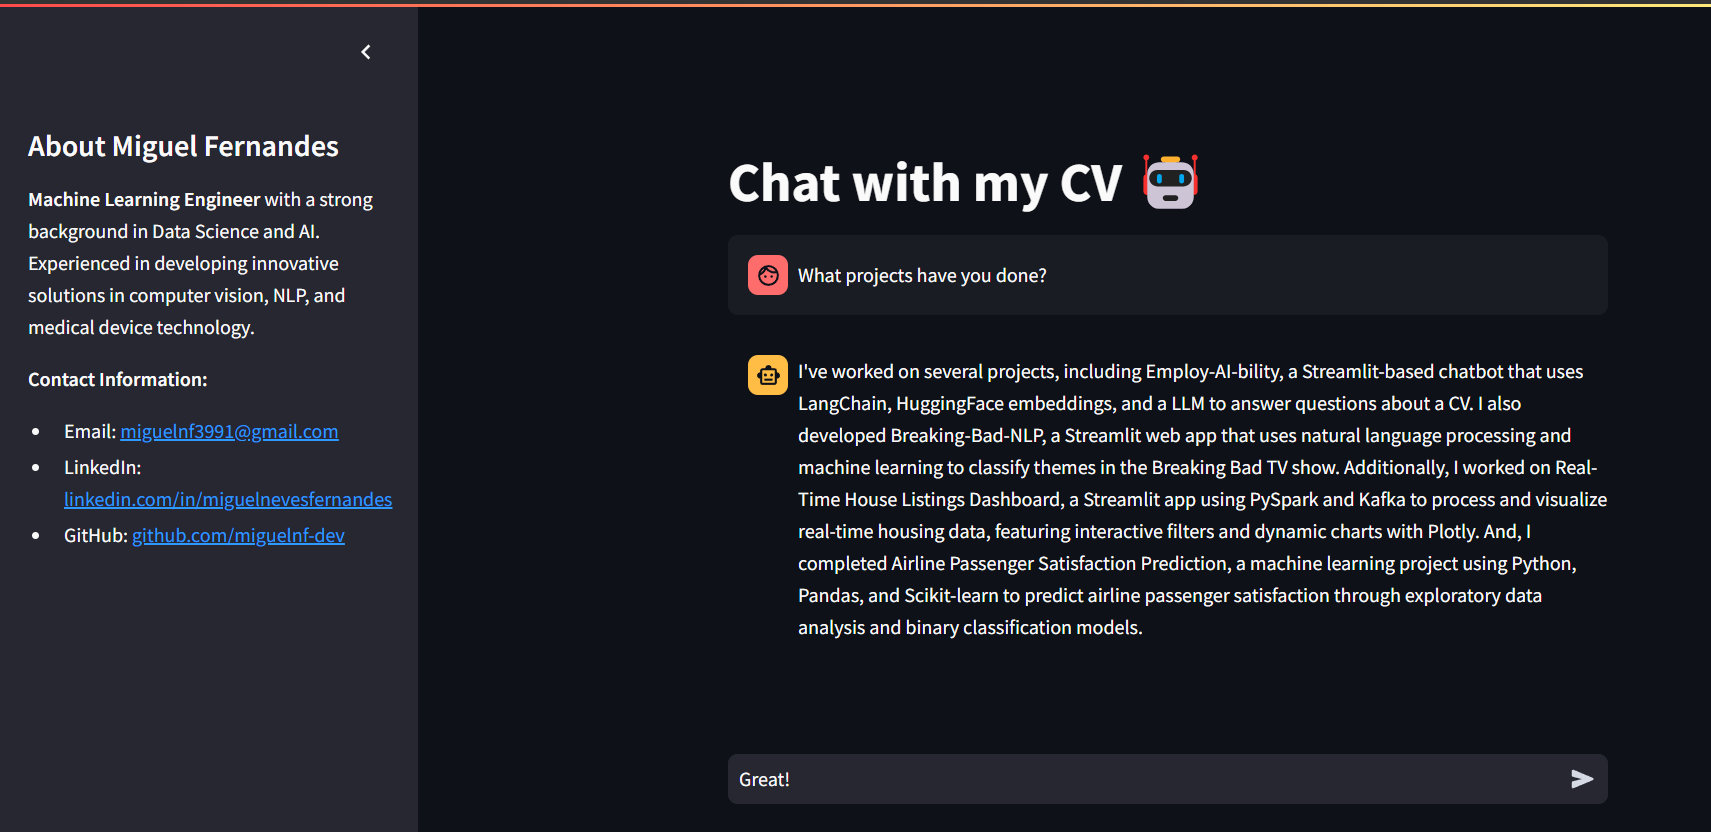 About Miguel Fernandes
Machine Learning Engineer with a strong
background in Data Science and AI.
Experienced in developing innovative
solutions in computer vision, NLP, and
medical device technology.
Contact Information:
Email: miguelnf3991@gmail.com
LinkedIn:
linkedin.com/in/miguelnevesfernandes
GitHub: github.com/miguelnf-dev
Chat with my CV
What projects have you done?
I've worked on several projects, including Employ-AI-bility, a Streamlit-based chatbot that uses
LangChain, HuggingFace embeddings, and a LLM to answer questions about a CV. I also
developed Breaking-Bad-NLP, a Streamlit web app that uses natural language processing and
machine learning to classify themes in the Breaking Bad TV show. Additionally, I worked on Real-
Time House Listings Dashboard, a Streamlit app using PySpark and Kafka to process and visualize
real-time housing data, featuring interactive filters and dynamic charts with Plotly. And, I
completed Airline Passenger Satisfaction Prediction, a machine learning project using Python,
Pandas, and Scikit-learn to predict airline passenger satisfaction through exploratory data
analysis and binary classification models.
Great!